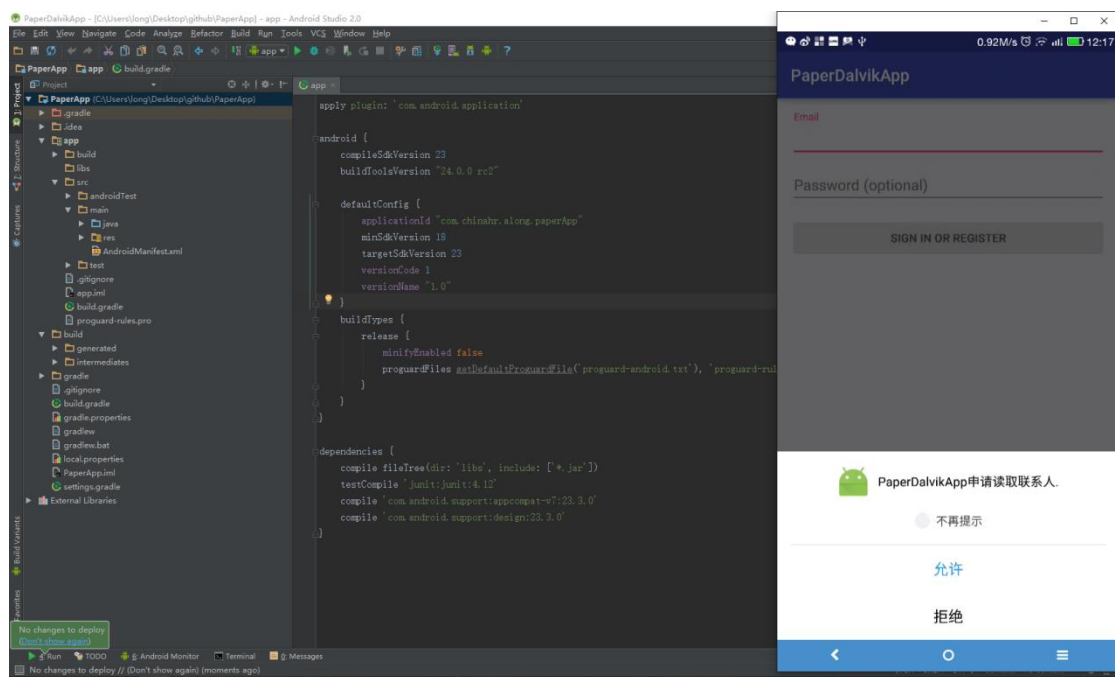 PaperDalvikApp - [C:\Users\long\Desktop\github\PaperApp] - app - Android Studio 2.0
File Edit View Navigate Code Analyze Refactor Build Run Tools VCS Window Help
app
PaperApp app build.gradle
Project
PaperApp (C:\Users\long\Desktop\github\PaperApp)
.gradle
.idea
app
build
libs
src
androidTest
main
java
res
AndroidManifest.xml
test
.gitignore
app.iml
build.gradle
proguard-rules.pro
build
generated
intermediates
gradle
.gitignore
build.gradle
gradle.properties
gradlew
gradlew.bat
local.properties
PaperApp.iml
settings.gradle
External Libraries
1: Project
Structure
Captures
Build Variants
Favorites
app
apply plugin: 'com.android.application'
android {
compileSdkVersion 23
buildToolsVersion "24.0.0 rc2"
defaultConfig {
applicationId "com.chinahr.along.paperApp"
minSdkVersion 18
targetSdkVersion 23
versionCode 1
versionName "1.0"
}
buildTypes {
release {
minifyEnabled false
proguardFiles getDefaultProguardFile('proguard-android.txt'), 'proguard-rul
}
}
}
dependencies {
compile fileTree(dir: 'libs', include: ['*.jar'])
testCompile 'junit:junit:4.12'
compile 'com.android.support:appcompat-v7:23.3.0'
compile 'com.android.support:design:23.3.0'
}
No changes to deploy
(Don't show again)
4: Run TODO 6: Android Monitor Terminal 0: Messages
No changes to deploy // (Don't show again) (moments ago)
0.92M/s 12:17
PaperDalvikApp
Email
Password (optional)
SIGN IN OR REGISTER
PaperDalvikApp申请读取联系人.
不再提示
允许
拒绝